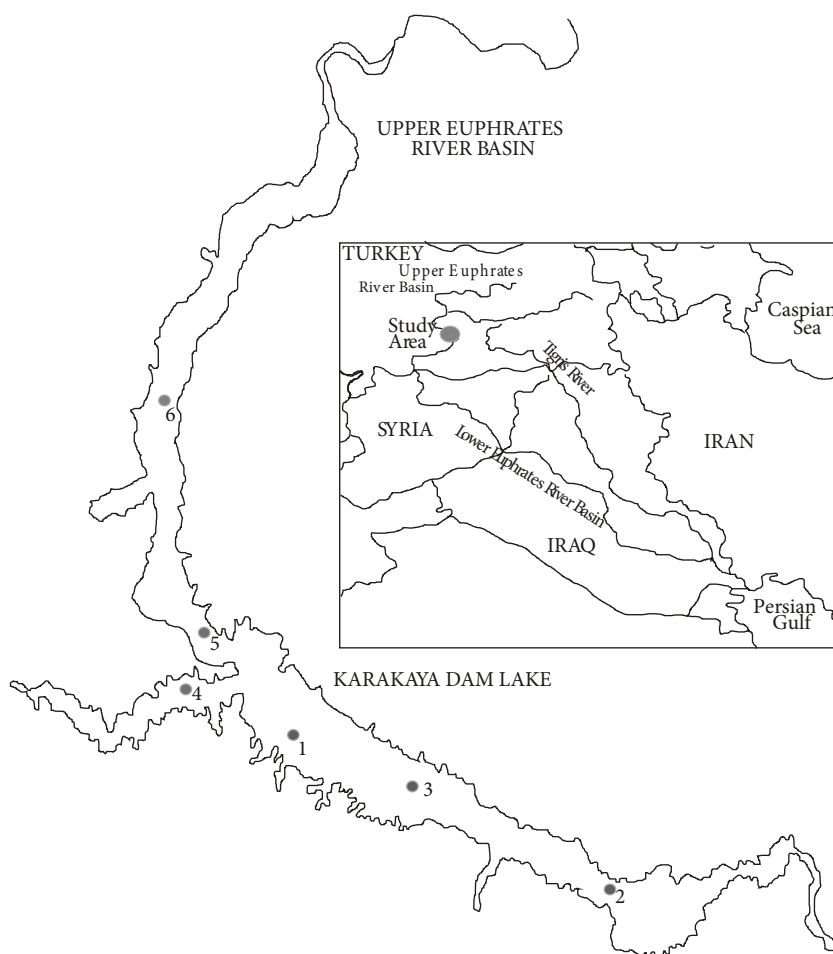 UPPER EUPHRATES
RIVER BASIN
TURKEY
Upper Euphrates
River Basin
Study
Area
Caspian
Sea
Tigris River
SYRIA
Lower Euphrates River Basin
IRAN
IRAQ
Persian
Gulf
6
5
KARAKAYA DAM LAKE
4
1
3
2